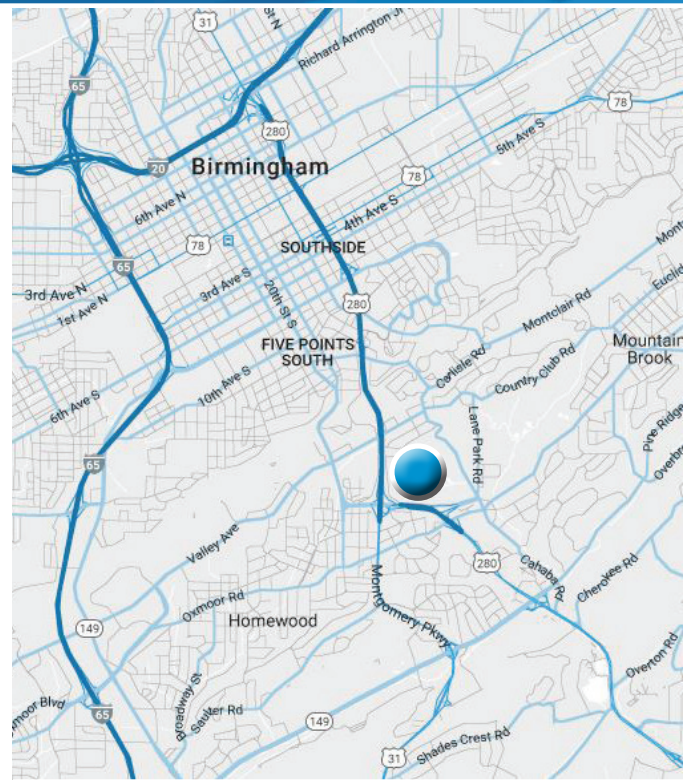 31
st N
Richard Arrington Jr B
65
78
280
5th Ave S
20
Birmingham
78
6th Ave N
4th Ave S
78
SOUTHSIDE
65
3rd Ave S
3rd Ave N
1st Ave N
20th St S
280
Montclair Rd
Euclid
FIVE POINTS
SOUTH
Mountain
Brook
Carlisle Rd
Country Club Rd
6th Ave S
10th Ave S
Lane Park Rd
Pine Ridge
Overbr
65
Valley Ave
280
Cahaba Rd
Cherokee Rd
Oxmoor Rd
Montgomery Pkwy
149
Homewood
Overton Rd
Broadway St
xmoor Blvd
Saulter Rd
65
149
Shades Crest Rd
31